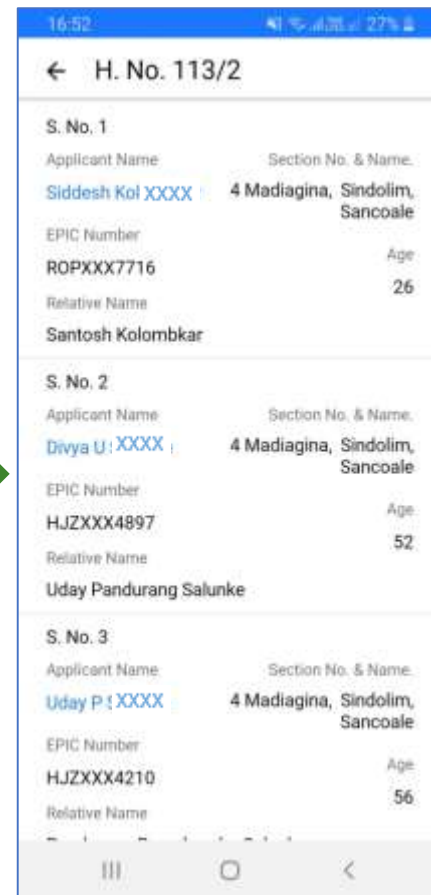 16:52 27%
← H. No. 113/2
S. No. 1
Applicant Name Section No. & Name.
Siddesh Kol XXXX 4 Madiagina, Sindolim,
Sancoale
EPIC Number Age
ROPXXX7716 26
Relative Name
Santosh Kolombkar
S. No. 2
Applicant Name Section No. & Name.
Divya U XXXX 4 Madiagina, Sindolim,
Sancoale
EPIC Number Age
HJZXXX4897 52
Relative Name
Uday Pandurang Salunke
S. No. 3
Applicant Name Section No. & Name.
Uday P XXXX 4 Madiagina, Sindolim,
Sancoale
EPIC Number Age
HJZXXX4210 56
Relative Name